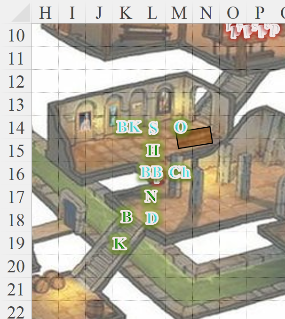 H I J K L M N O P
10
11
12
13
14 BK S O
15 H
16 BB Ch
17 N
18 B D
19 K
20
21
22